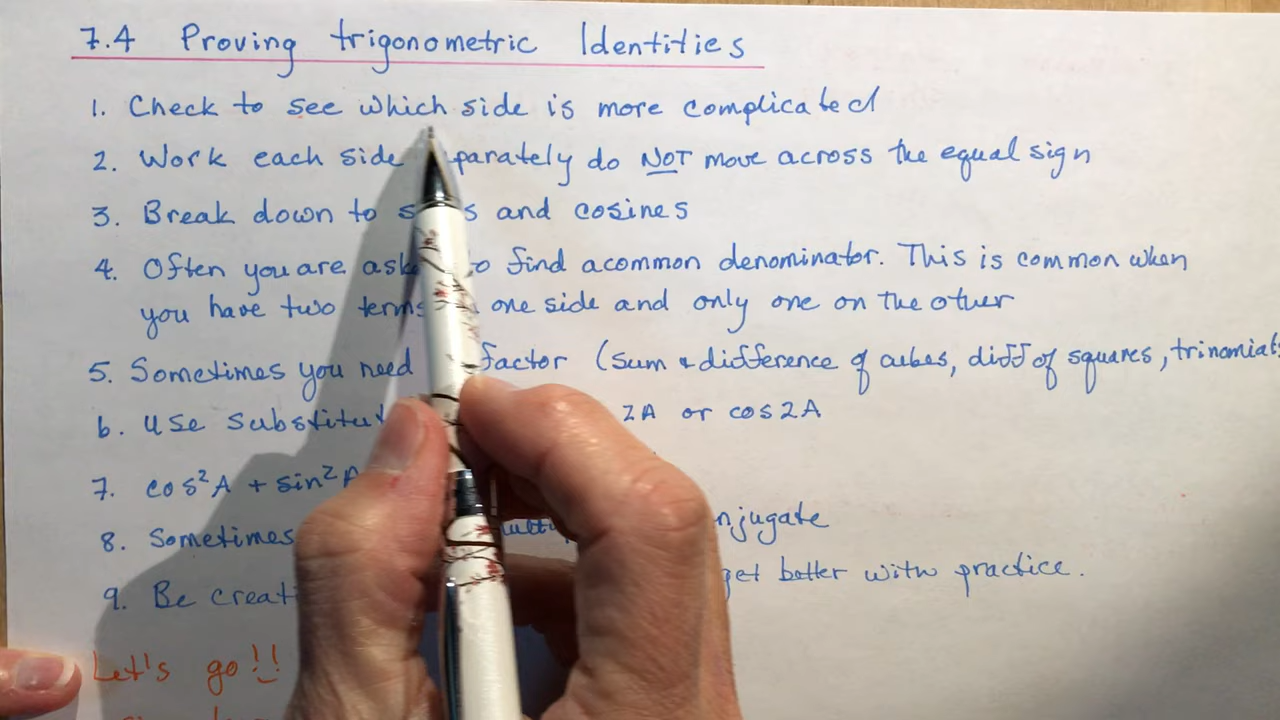 7.4 Proving trigonometric Identities
1. Check to see which side is more complicated
2. Work each side parately do NOT move across the equal sign
3. Break down to s s and cosines
4. Often you are ask o find a common denominator. This is common when
you have two terms one side and only one on the other
5. Sometimes you need factor (sum & difference of cubes, diff of squares, trinomials
6. Use substitut 2A or cos2A
7. cos²A + sin²A
8. Sometimes multi njugate
9. Be creat get better with practice.
Let's go!!